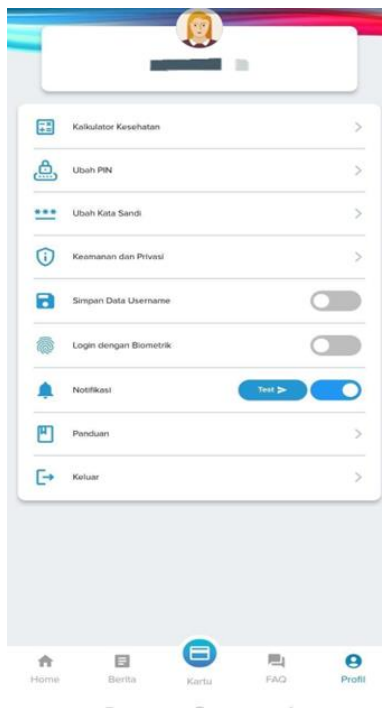 Kalkulator Kesehatan
Ubah PIN
Ubah Kata Sandi
Keamanan dan Privasi
Simpan Data Username
Login dengan Biometrik
Notifikasi Test
Panduan
Keluar
Home Berita Kartu FAQ Profil